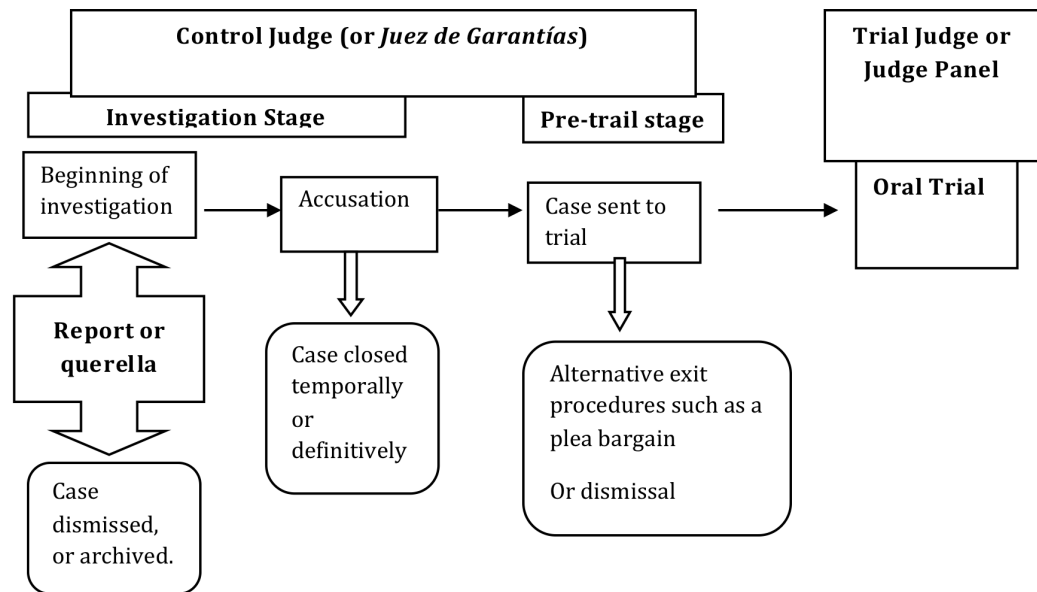 Control Judge (or Juez de Garantías)
Trial Judge or
Judge Panel
Investigation Stage
Pre-trail stage
Beginning of
investigation
Accusation
Case sent to
trial
Oral Trial
Report or
querella
Case closed
temporally
or
definitively
Alternative exit
procedures such as a
plea bargain
Or dismissal
Case
dismissed,
or archived.